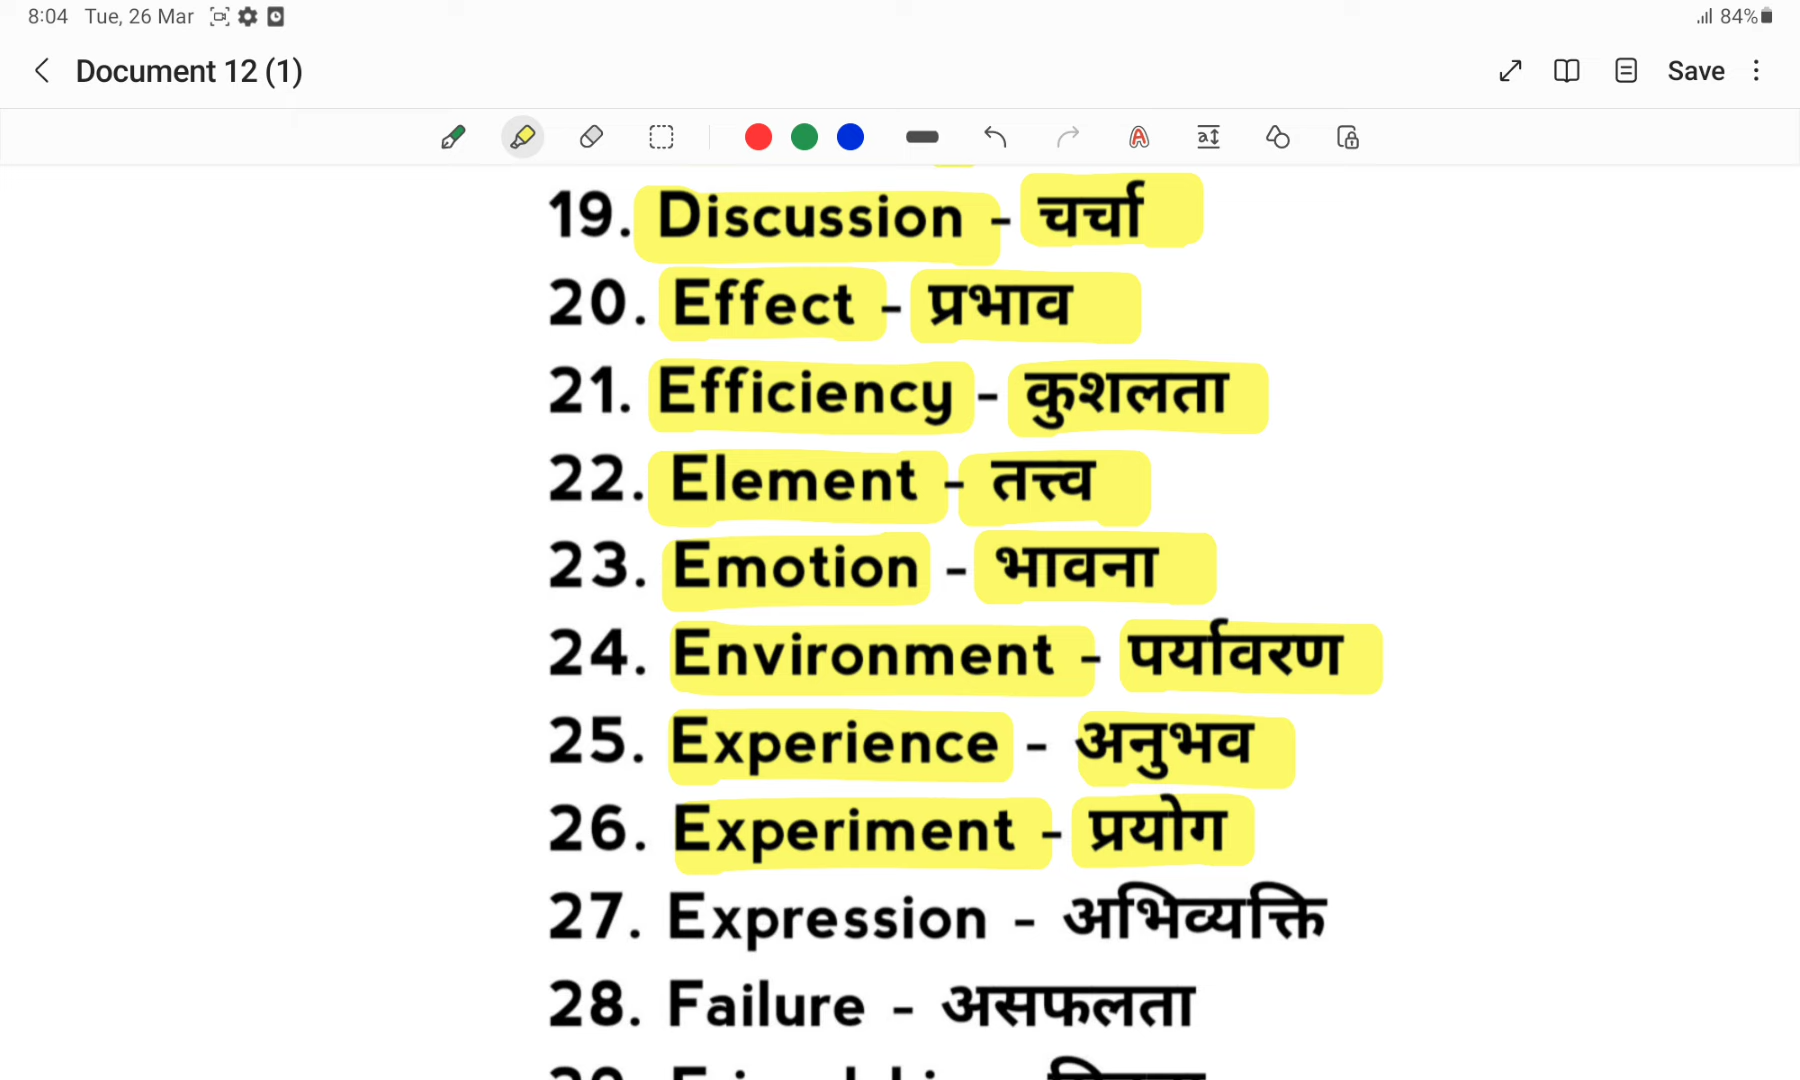 8:04 Tue, 26 Mar 84%
Document 12 (1) Save
19. Discussion - चर्चा
20. Effect - प्रभाव
21. Efficiency - कुशलता
22. Element - तत्त्व
23. Emotion - भावना
24. Environment - पर्यावरण
25. Experience - अनुभव
26. Experiment - प्रयोग
27. Expression - अभिव्यक्ति
28. Failure - असफलता